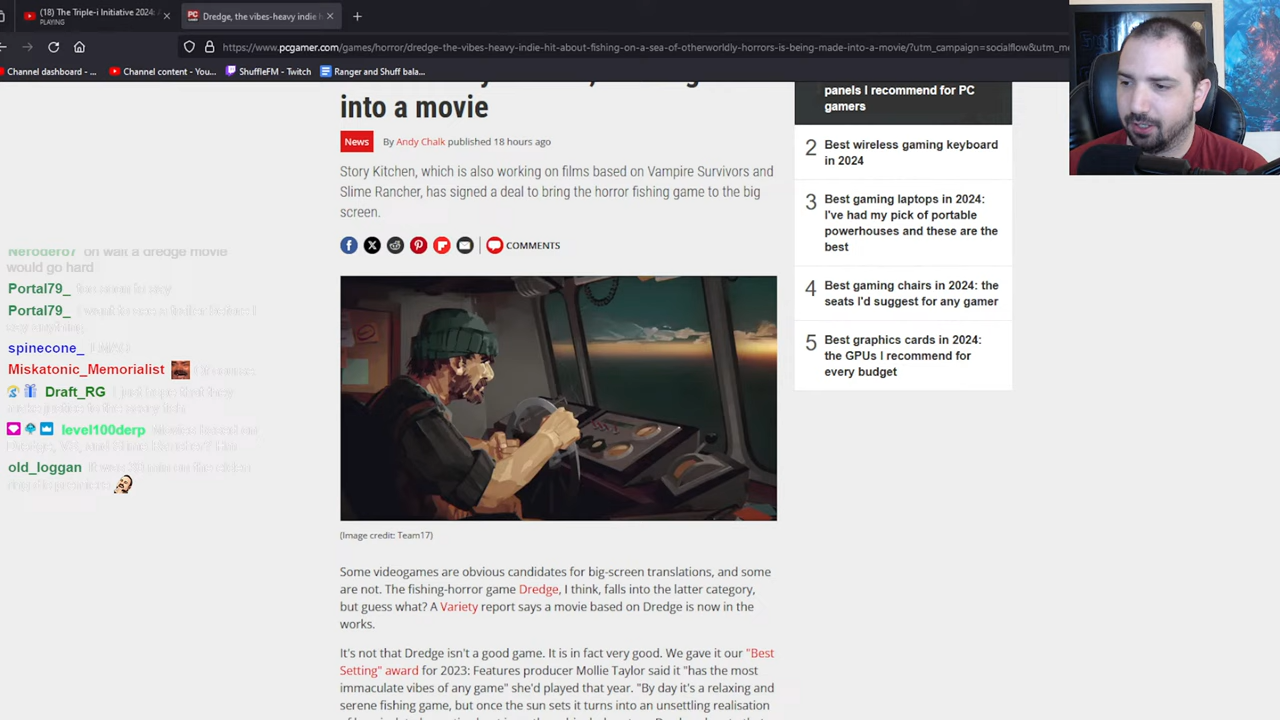 (18) The Triple-i Initiative 2024:
PLAYING
Dredge, the vibes-heavy indie h
https://www.pcgamer.com/games/horror/dredge-the-vibes-heavy-indie-hit-about-fishing-on-a-sea-of-otherworldly-horrors-is-being-made-into-a-movie/?utm_campaign=socialflow&utm_me
Channel dashboard - ...
Channel content - You...
ShuffleFM - Twitch
Ranger and Shuff bala...
into a movie
News
By Andy Chalk published 18 hours ago
Story Kitchen, which is also working on films based on Vampire Survivors and
Slime Rancher, has signed a deal to bring the horror fishing game to the big
screen.
COMMENTS
(Image credit: Team17)
Some videogames are obvious candidates for big-screen translations, and some
are not. The fishing-horror game Dredge, I think, falls into the latter category,
but guess what? A Variety report says a movie based on Dredge is now in the
works.
It's not that Dredge isn't a good game. It is in fact very good. We gave it our "Best
Setting" award for 2023: Features producer Mollie Taylor said it "has the most
immaculate vibes of any game" she'd played that year. "By day it's a relaxing and
serene fishing game, but once the sun sets it turns into an unsettling realisation
panels I recommend for PC
gamers
2 Best wireless gaming keyboard
in 2024
3 Best gaming laptops in 2024:
I've had my pick of portable
powerhouses and these are the
best
4 Best gaming chairs in 2024: the
seats I'd suggest for any gamer
5 Best graphics cards in 2024:
the GPUs I recommend for
every budget
Nerodero7 on wait a dredge movie
would go hard
Portal79_
Portal79_
spinecone_
Miskatonic_Memorialist
Draft_RG
level100derp
old_loggan